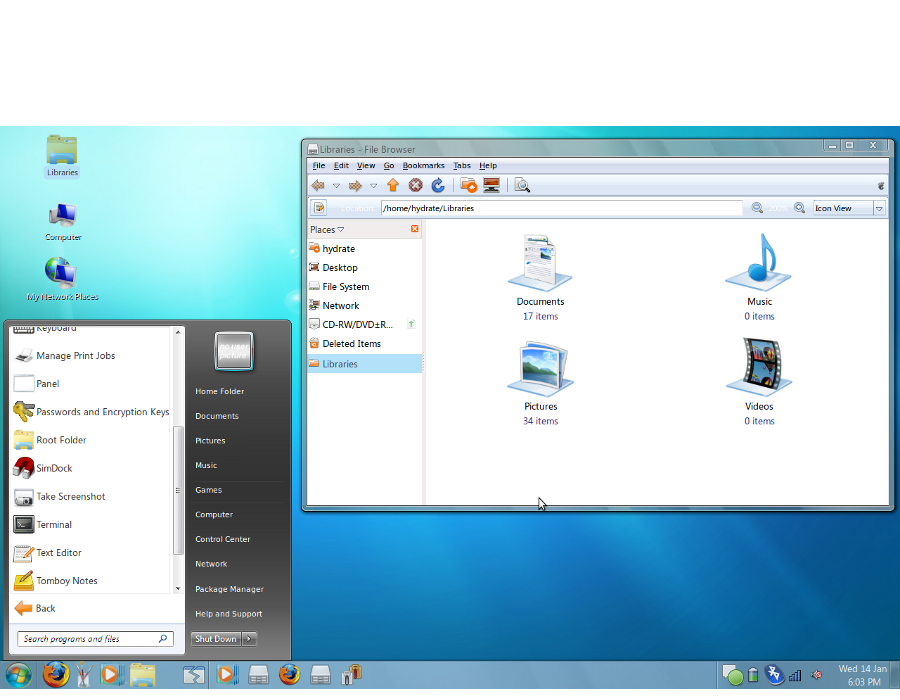 Libraries
Computer
My Network Places
Libraries - File Browser
File Edit View Go Bookmarks Tabs Help
/home/hydrate/Libraries
Icon View
Places
hydrate
Desktop
File System
Network
CD-RW/DVD±R...
Deleted Items
Libraries
Documents
17 items
Music
0 items
Pictures
34 items
Videos
0 items
Keyboard
Manage Print Jobs
Panel
Passwords and Encryption Keys
Root Folder
SimDock
Take Screenshot
Terminal
Text Editor
Tomboy Notes
Back
Search programs and files
no user
picture
Home Folder
Documents
Pictures
Music
Games
Computer
Control Center
Network
Package Manager
Help and Support
Shut Down
Wed 14 Jan
6:03 PM